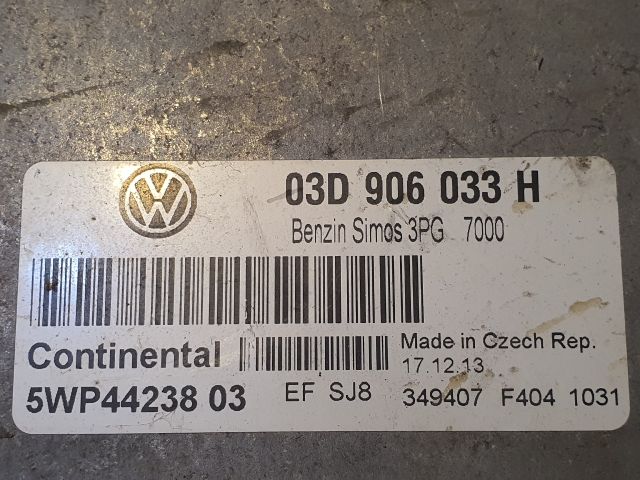 03D 906 033 H
Benzin Simos 3PG 7000
Continental
Made in Czech Rep.
17.12.13
5WP44238 03
EF SJ8
349407 F404 1031